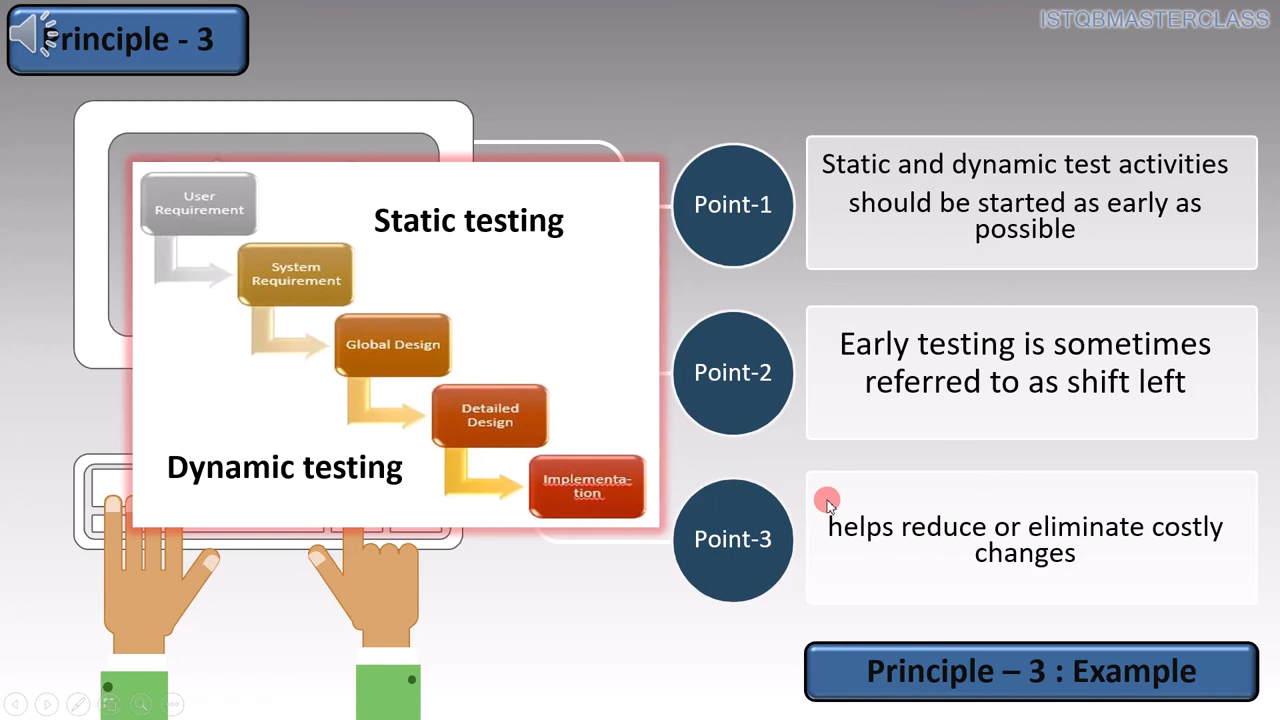 Principle - 3
ISTQBMASTERCLASS
User
Requirement
Static testing
System
Requirement
Global Design
Detailed
Design
Dynamic testing
Implementa-
tion
Point-1
Static and dynamic test activities
should be started as early as
possible
Point-2
Early testing is sometimes
referred to as shift left
Point-3
helps reduce or eliminate costly
changes
Principle – 3 : Example